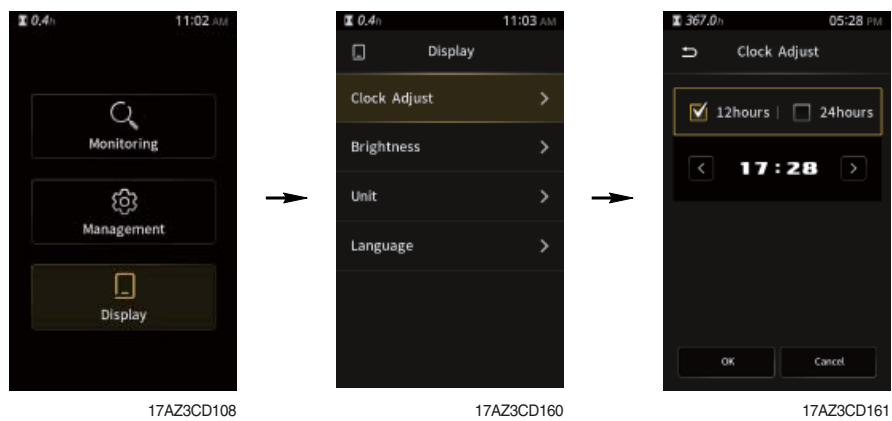 0.4h 11:02 AM
Monitoring
Management
Display
17AZ3CD108
0.4h 11:03 AM
Display
Clock Adjust
Brightness
Unit
Language
17AZ3CD160
367.0h 05:28 PM
Clock Adjust
12hours | 24hours
17:28
OK Cancel
17AZ3CD161